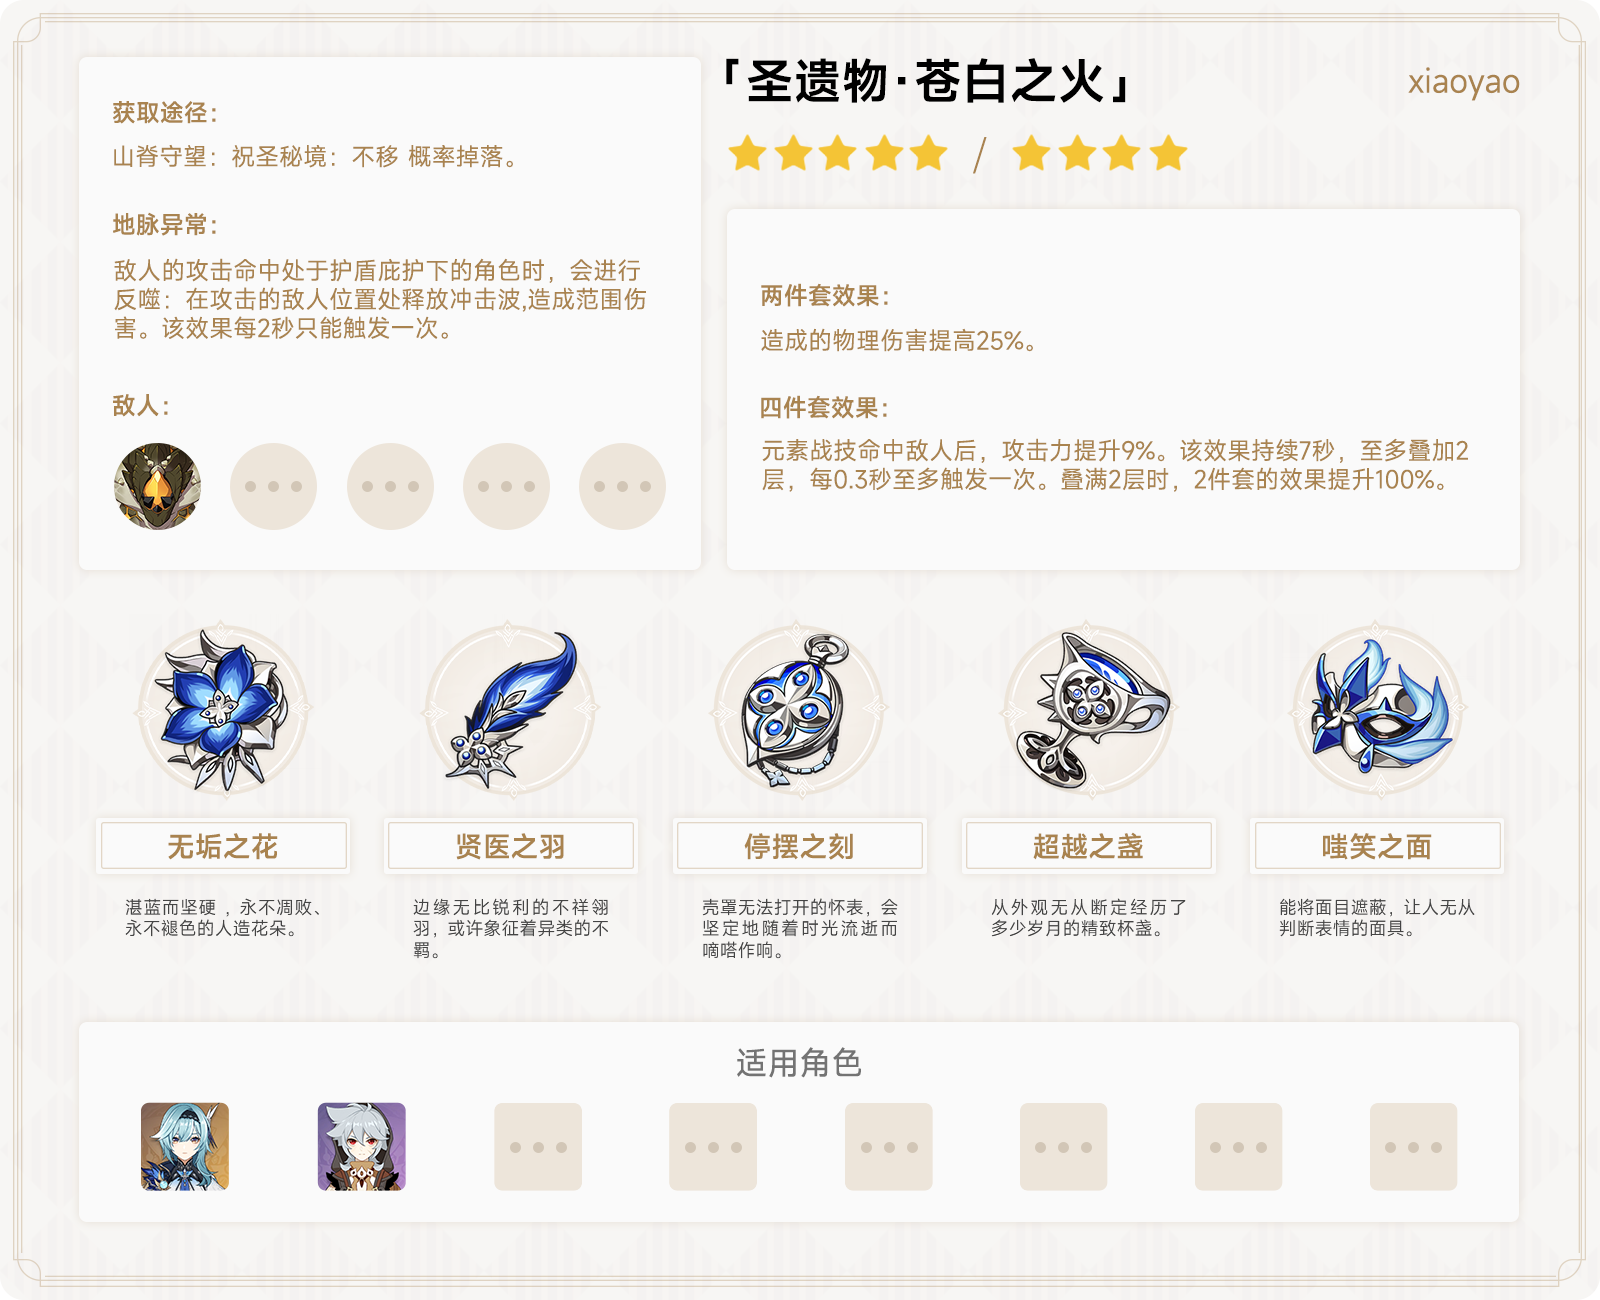 「圣遗物·苍白之火」
xiaoyao
/
获取途径：
山脊守望：祝圣秘境：不移 概率掉落。
地脉异常：
敌人的攻击命中处于护盾庇护下的角色时，会进行
反噬：在攻击的敌人位置处释放冲击波,造成范围伤
害。该效果每2秒只能触发一次。
敌人：
两件套效果：
造成的物理伤害提高25%。
四件套效果：
元素战技命中敌人后，攻击力提升9%。该效果持续7秒，至多叠加2
层，每0.3秒至多触发一次。叠满2层时，2件套的效果提升100%。
无垢之花
湛蓝而坚硬 ，永不凋败、
永不褪色的人造花朵。
贤医之羽
边缘无比锐利的不祥翎
羽，或许象征着异类的不
羁。
停摆之刻
壳罩无法打开的怀表，会
坚定地随着时光流逝而
嘀嗒作响。
超越之盏
从外观无从断定经历了
多少岁月的精致杯盏。
嗤笑之面
能将面目遮蔽，让人无从
判断表情的面具。
适用角色